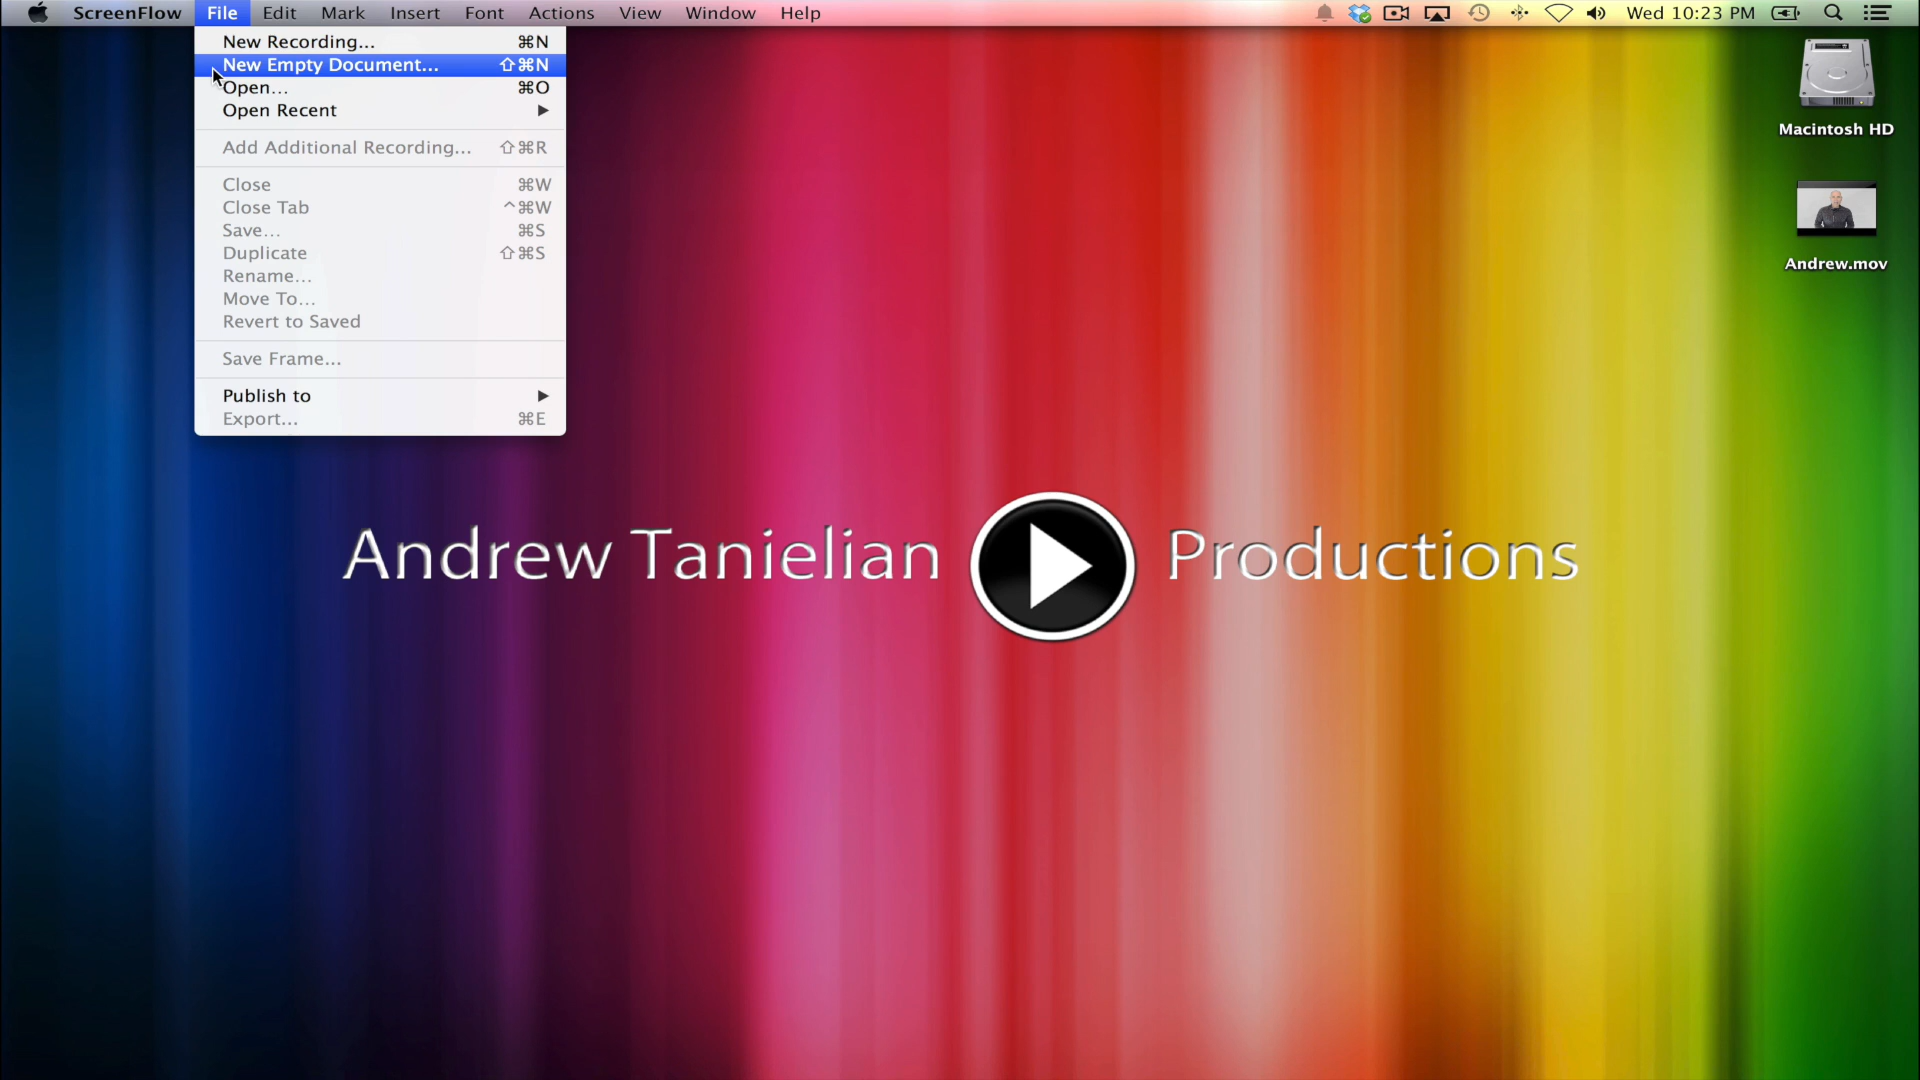 ScreenFlow File Edit Mark Insert Font Actions View Window Help Wed 10:23 PM
New Recording... ⌘N
New Empty Document... ⇧⌘N
Open... ⌘O
Open Recent ▶
Add Additional Recording... ⇧⌘R
Close ⌘W
Close Tab ^⌘W
Save... ⌘S
Duplicate ⇧⌘S
Rename...
Move To...
Revert to Saved
Save Frame...
Publish to ▶
Export... ⌘E
Macintosh HD
Andrew.mov
Andrew Tanielian Productions